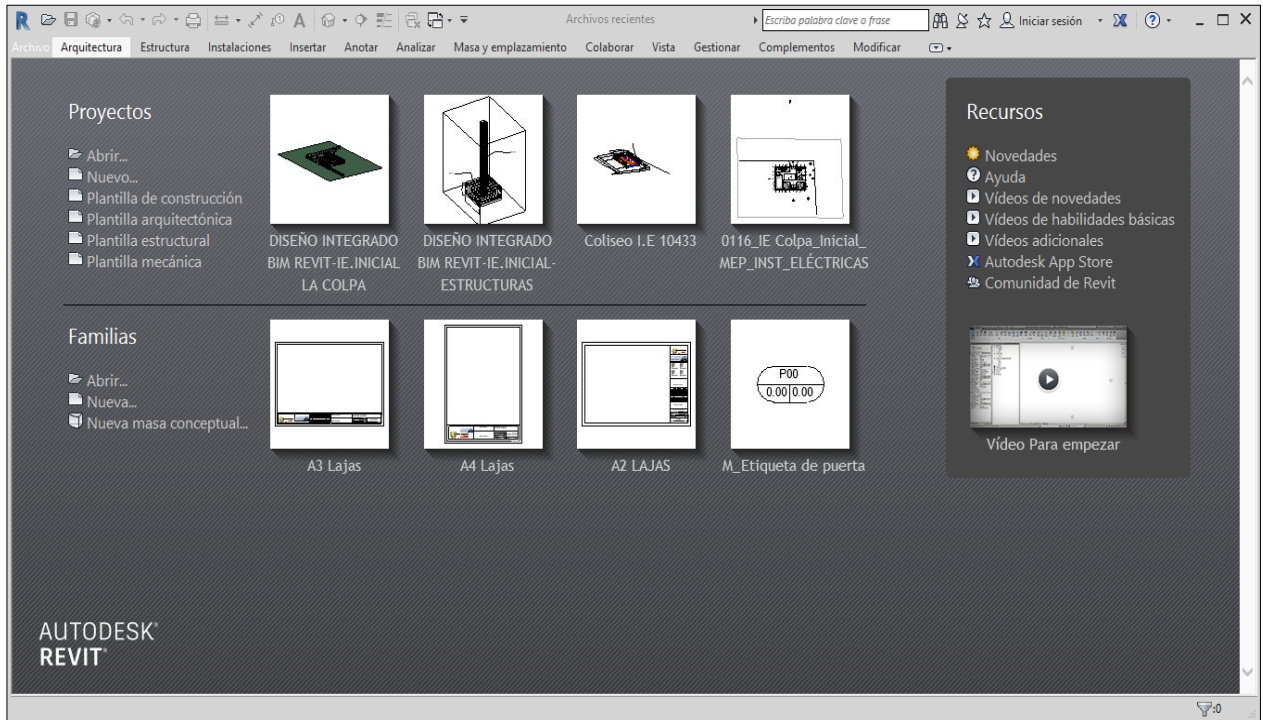 Archivos recientes
Escriba palabra clave o frase
Iniciar sesión
Archivo Arquitectura Estructura Instalaciones Insertar Anotar Analizar Masa y emplazamiento Colaborar Vista Gestionar Complementos Modificar
Proyectos
Abrir...
Nuevo...
Plantilla de construcción
Plantilla arquitectónica
Plantilla estructural
Plantilla mecánica
DISEÑO INTEGRADO
BIM REVIT-IE.INICIAL
LA COLPA
DISEÑO INTEGRADO
BIM REVIT-IE.INICIAL-
ESTRUCTURAS
Coliseo I.E 10433
0116_IE Colpa_Inicial_
MEP_INST_ELÉCTRICAS
Familias
Abrir...
Nueva...
Nueva masa conceptual...
A3 Lajas
A4 Lajas
A2 LAJAS
P00
0.00 0.00
M_Etiqueta de puerta
Recursos
Novedades
Ayuda
Vídeos de novedades
Vídeos de habilidades básicas
Vídeos adicionales
Autodesk App Store
Comunidad de Revit
Vídeo Para empezar
AUTODESK®
REVIT®
:0